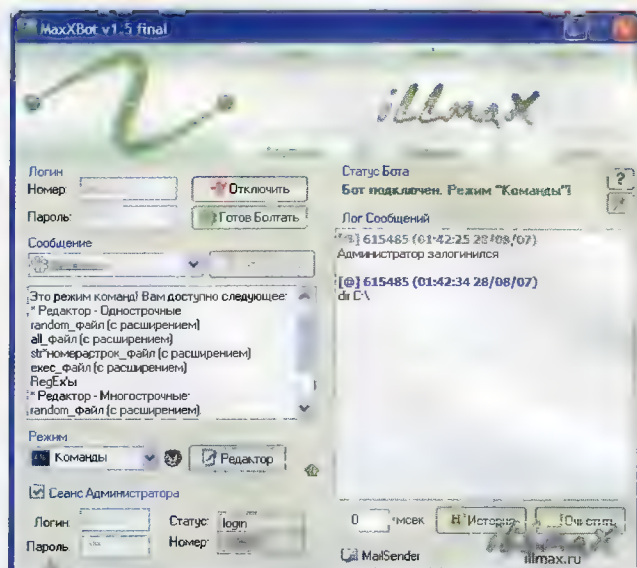 MaxXBot v1.5 final
illmax
Логин
Номер:
Отключить
Пароль:
Готов Болтать
Сообщение
Это режим команд! Вам доступно следующее:
* Редактор - Однострочные
random_файл (с расширением)
all_файл (с расширением)
str*номерастрок_файл (с расширением)
exec_файл (с расширением)
RegEx'ы
* Редактор - Многострочные:
random_файл (с расширением)
Режим
Команды
Редактор
Сеанс Администратора
Логин
Статус:
login
Пароль
Номер:
Статус Бота
Бот подключен. Режим "Команды"!
?
Лог Сообщений
[@] 615485 (01:42:25 28/08/07)
Администратор залогинился
[@] 615485 (01:42:34 28/08/07)
dir C:\
0
мсек
История
Очистить
MailSender
illmax.ru